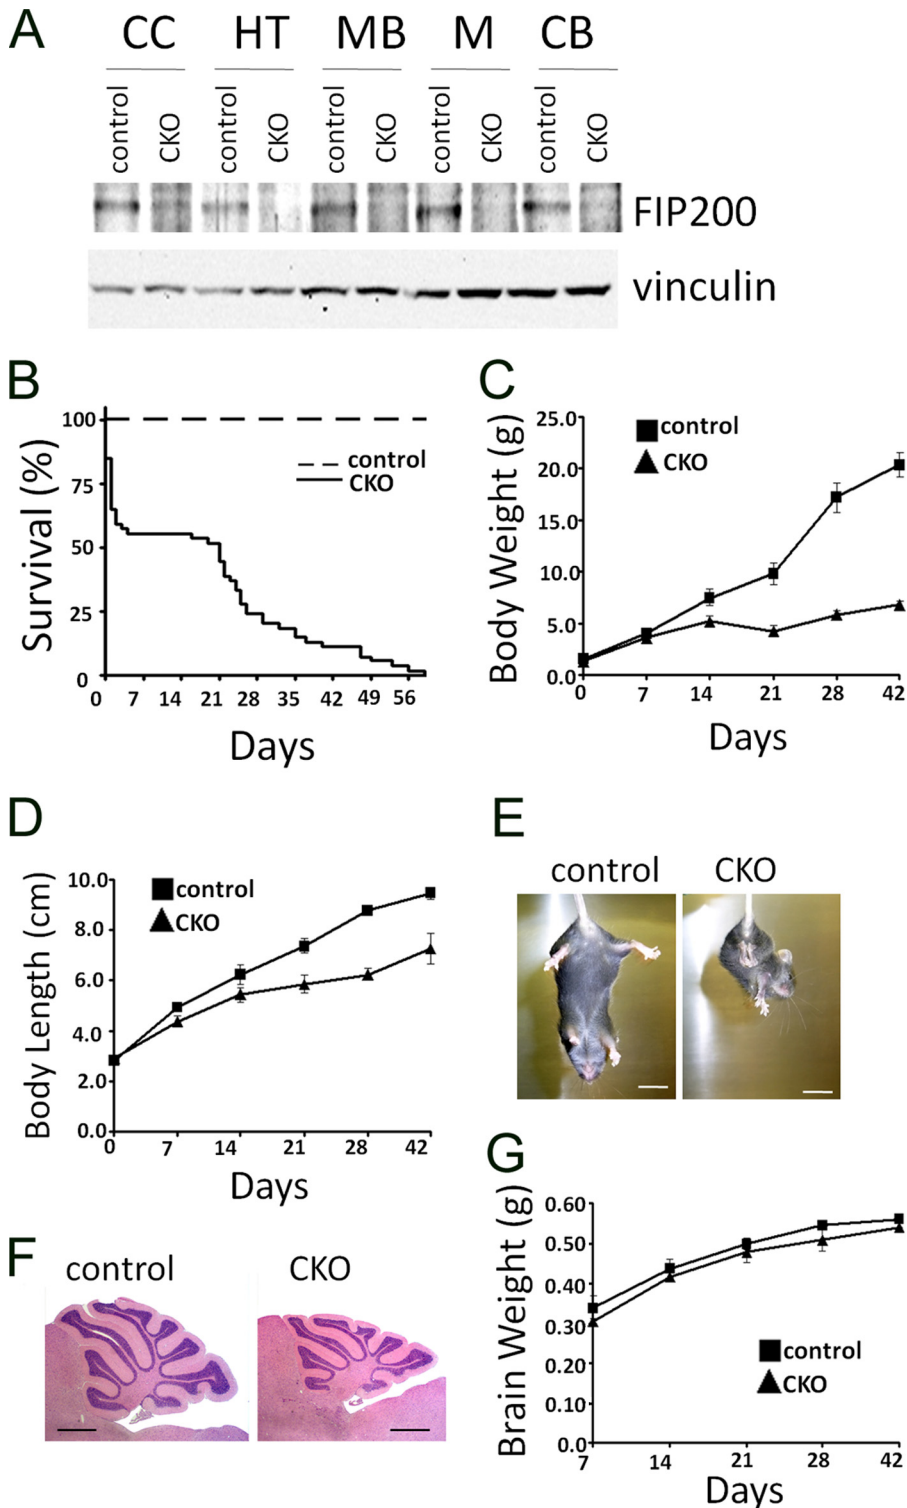 A
CC HT MB M CB
control CKO control CKO control CKO control CKO control CKO
FIP200
vinculin
B
Survival (%)
100
75
50
25
0
control
CKO
0 7 14 21 28 35 42 49 56
Days
C
Body Weight (g)
25.0
20.0
15.0
10.0
5.0
0.0
control
CKO
0 7 14 21 28 42
Days
D
Body Length (cm)
10.0
8.0
6.0
4.0
2.0
0.0
control
CKO
0 7 14 21 28 42
Days
E
control CKO
F
control CKO
G
Brain Weight (g)
0.60
0.50
0.40
0.30
0.20
0.10
0.0
control
CKO
7 14 21 28 42
Days